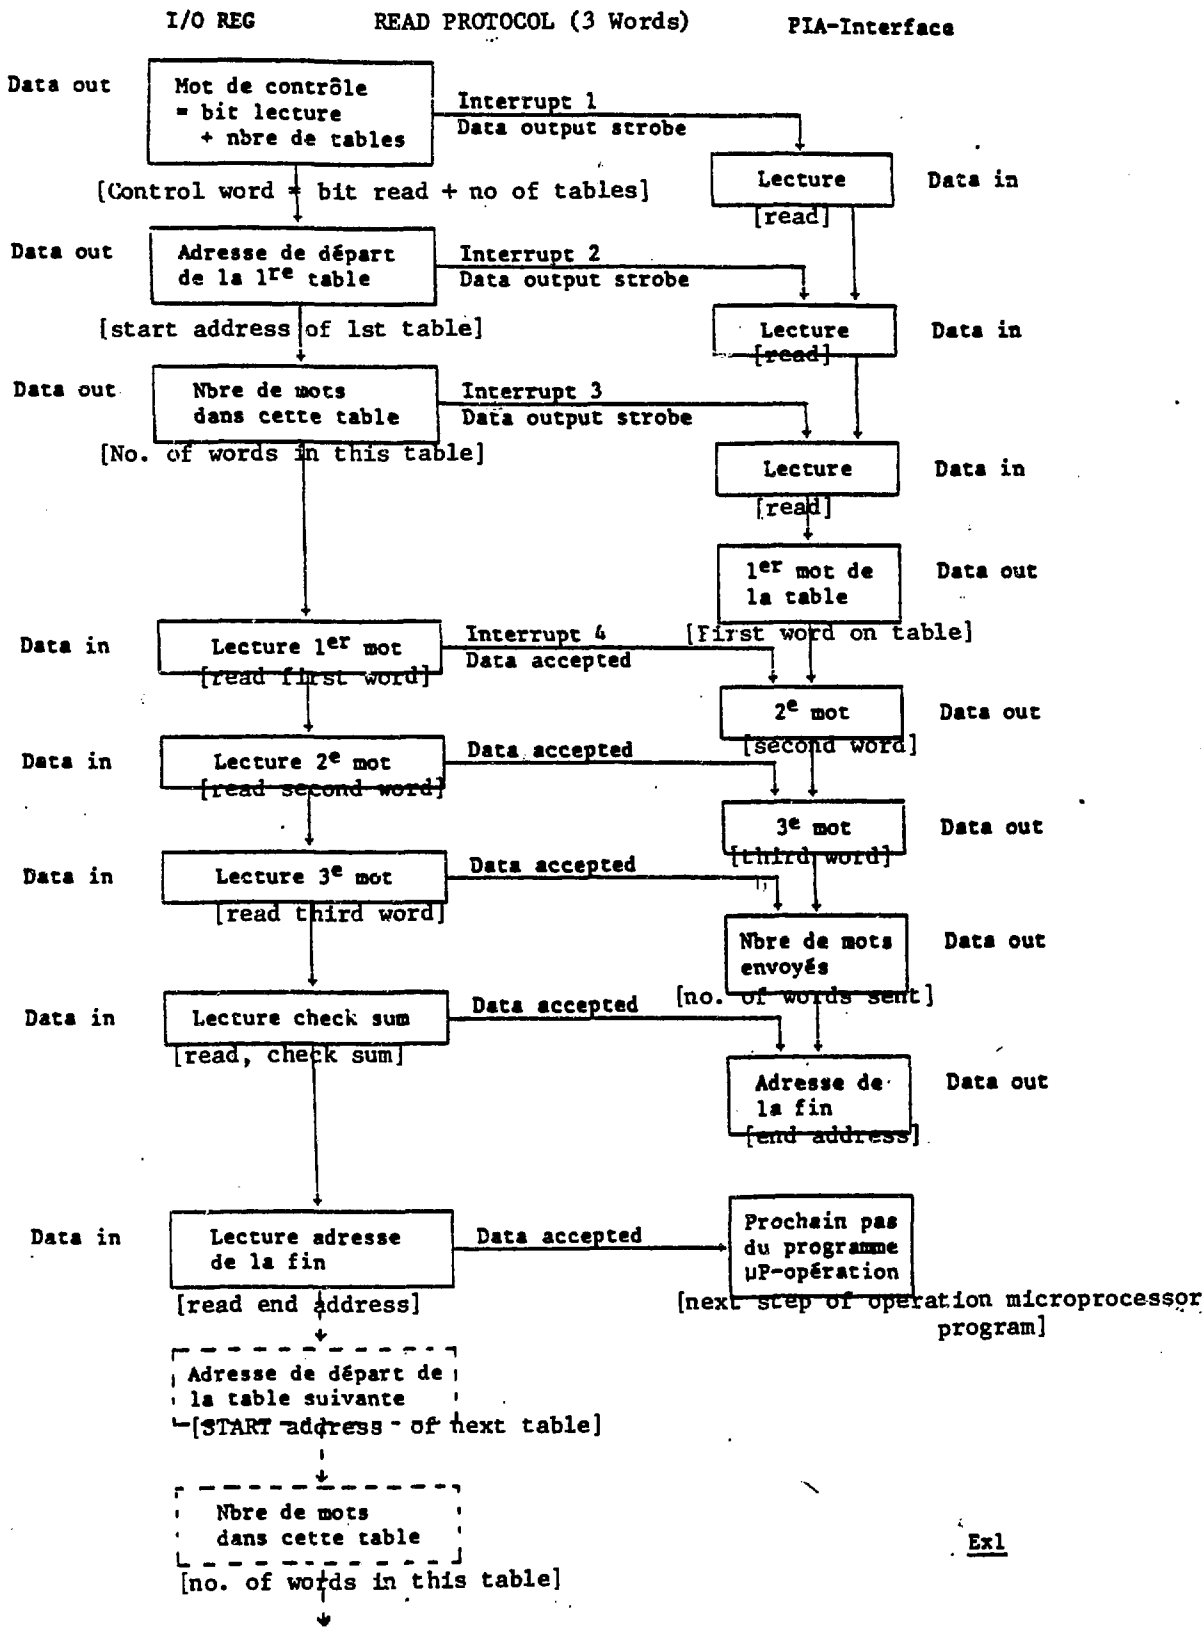 I/O REG READ PROTOCOL (3 Words) PIA-Interface
Data out
Mot de contrôle
= bit lecture
+ nbre de tables
Interrupt 1
Data output strobe
Lecture
Data in
[read]
[Control word = bit read + no of tables]
Data out
Adresse de départ
de la 1re table
Interrupt 2
Data output strobe
[start address of 1st table]
Lecture
Data in
[read]
Data out
Nbre de mots
dans cette table
Interrupt 3
Data output strobe
[No. of words in this table]
Lecture
Data in
[read]
1er mot de
la table
Data out
[First word on table]
Data in
Lecture 1er mot
Interrupt 4
Data accepted
[read first word]
2e mot
Data out
[second word]
Data in
Lecture 2e mot
Data accepted
[read second word]
3e mot
Data out
[third word]
Data in
Lecture 3e mot
Data accepted
[read third word]
Nbre de mots
envoyés
Data out
[no. of words sent]
Data in
Lecture check sum
Data accepted
[read, check sum]
Adresse de
la fin
Data out
[end address]
Data in
Lecture adresse
de la fin
Data accepted
[read end address]
Prochain pas
du programme
µP-opération
[next step of operation microprocessor
program]
Adresse de départ de
la table suivante
[START address of next table]
Nbre de mots
dans cette table
[no. of words in this table]
Ex1